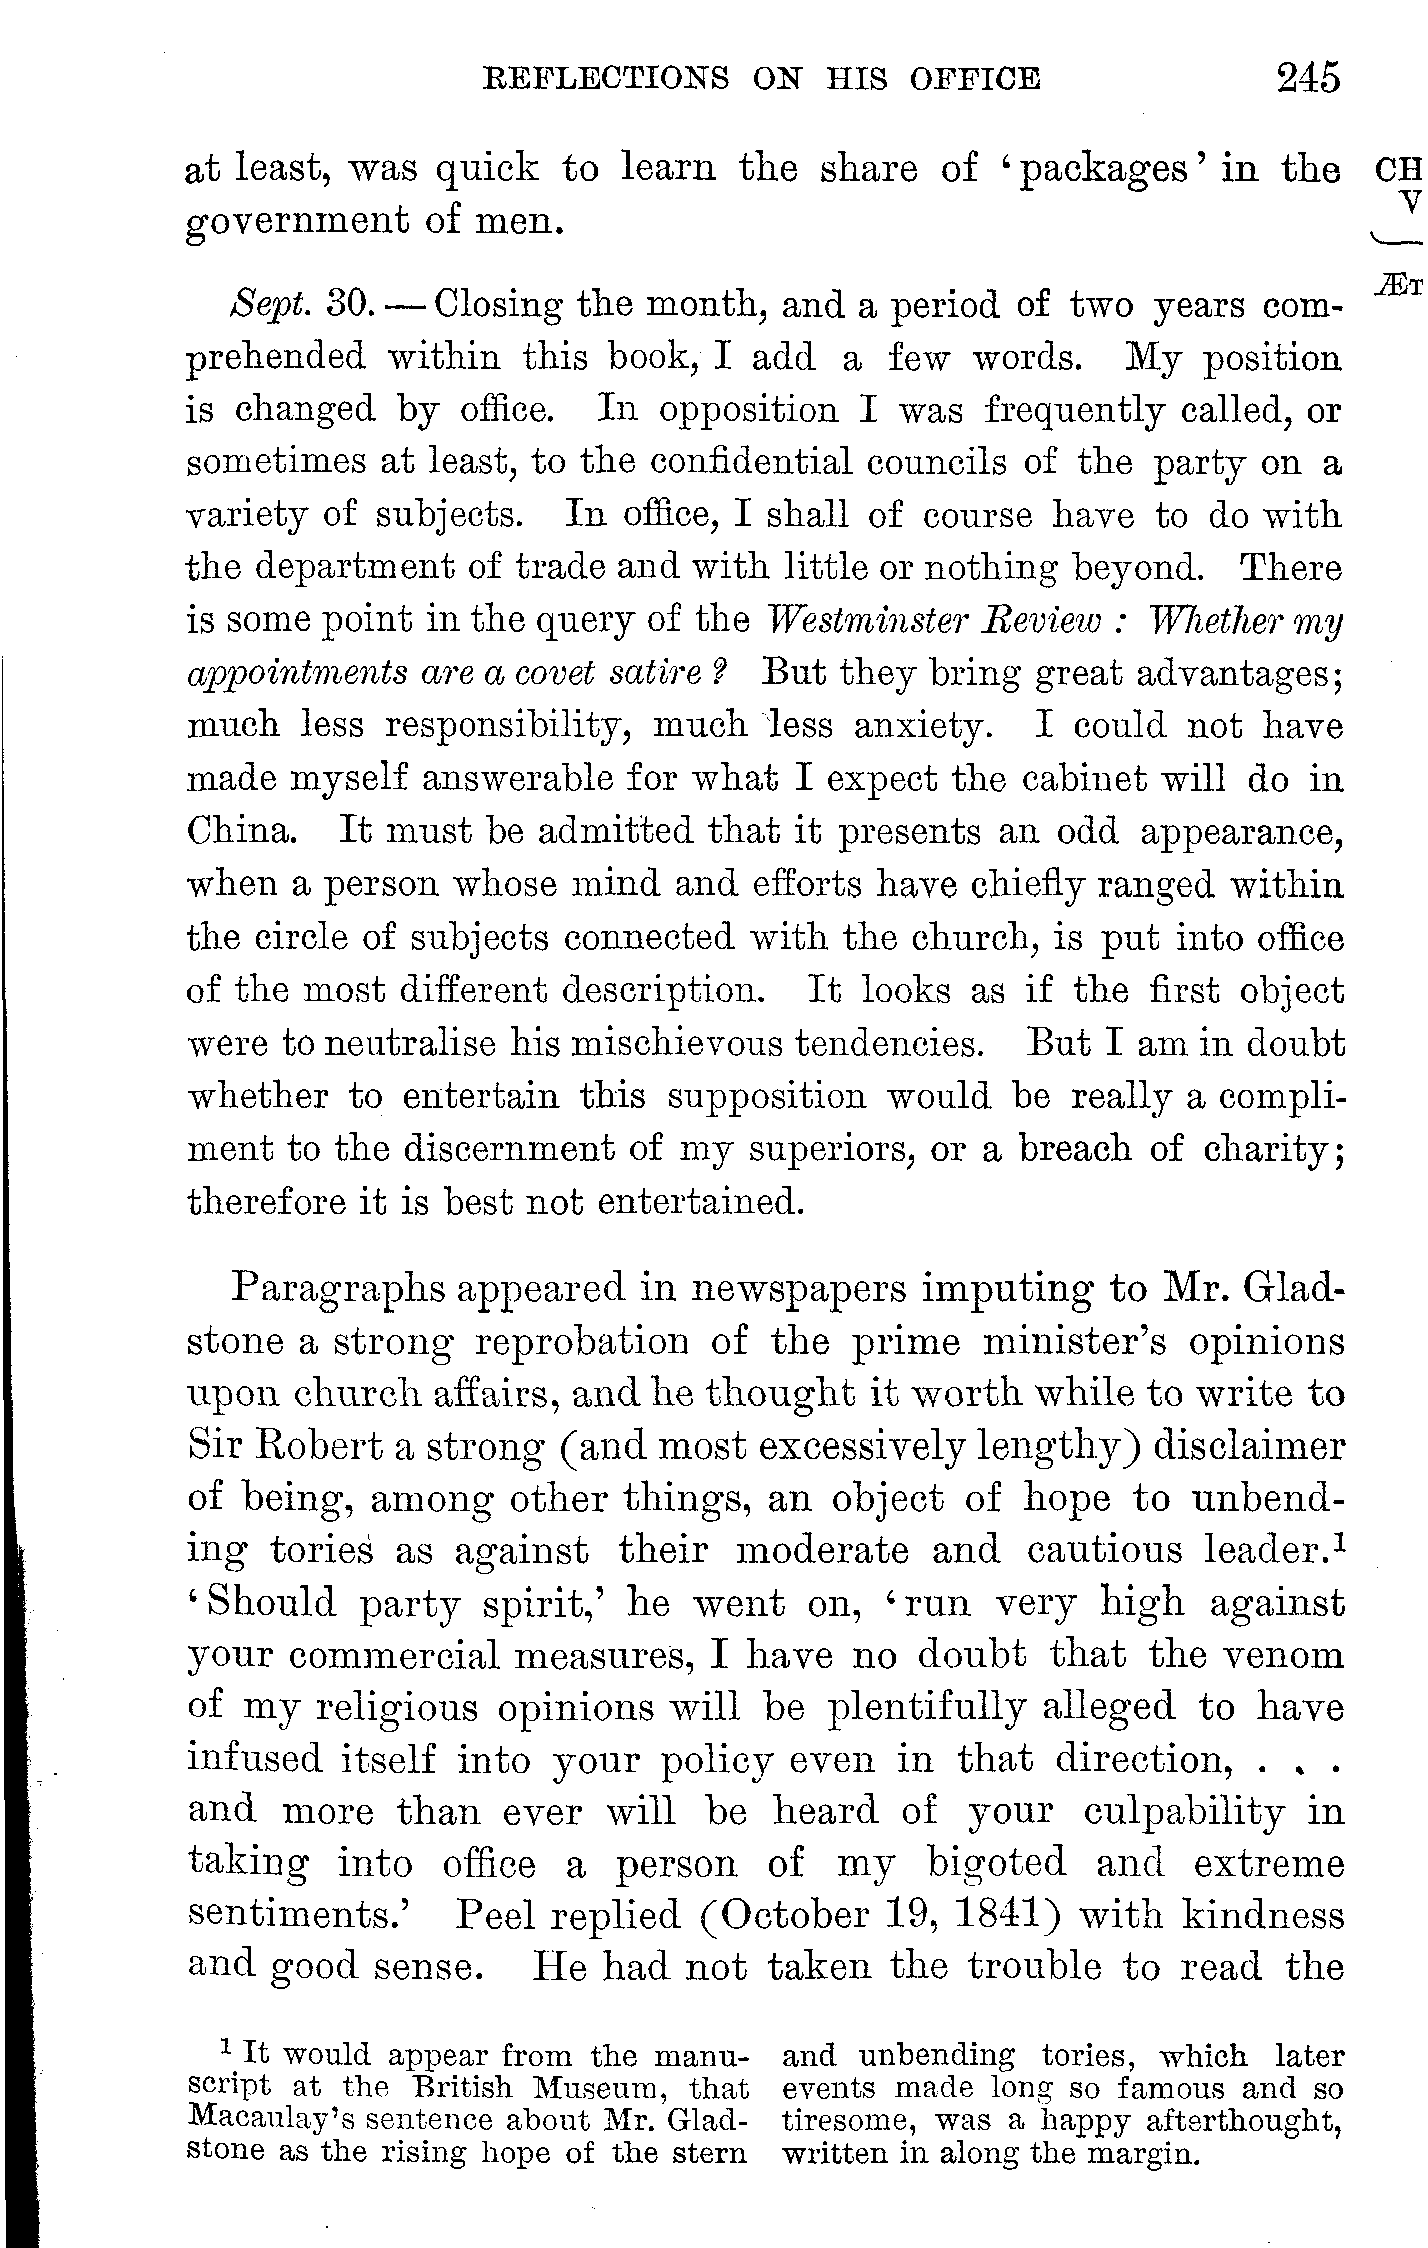 REFLECTIONS ON HIS OFFICE 245
at least, was quick to learn the share of ‘packages’ in the
government of men.
CH
V
ÆT
Sept. 30. — Closing the month, and a period of two years com-
prehended within this book, I add a few words. My position
is changed by office. In opposition I was frequently called, or
sometimes at least, to the confidential councils of the party on a
variety of subjects. In office, I shall of course have to do with
the department of trade and with little or nothing beyond. There
is some point in the query of the Westminster Review: Whether my
appointments are a covet satire? But they bring great advantages;
much less responsibility, much less anxiety. I could not have
made myself answerable for what I expect the cabinet will do in
China. It must be admitted that it presents an odd appearance,
when a person whose mind and efforts have chiefly ranged within
the circle of subjects connected with the church, is put into office
of the most different description. It looks as if the first object
were to neutralise his mischievous tendencies. But I am in doubt
whether to entertain this supposition would be really a compli-
ment to the discernment of my superiors, or a breach of charity;
therefore it is best not entertained.
Paragraphs appeared in newspapers imputing to Mr. Glad-
stone a strong reprobation of the prime minister’s opinions
upon church affairs, and he thought it worth while to write to
Sir Robert a strong (and most excessively lengthy) disclaimer
of being, among other things, an object of hope to unbend-
ing tories as against their moderate and cautious leader.¹
‘Should party spirit,’ he went on, ‘run very high against
your commercial measures, I have no doubt that the venom
of my religious opinions will be plentifully alleged to have
infused itself into your policy even in that direction, . . .
and more than ever will be heard of your culpability in
taking into office a person of my bigoted and extreme
sentiments.’ Peel replied (October 19, 1841) with kindness
and good sense. He had not taken the trouble to read the
¹ It would appear from the manu-
script at the British Museum, that
Macaulay’s sentence about Mr. Glad-
stone as the rising hope of the stern
and unbending tories, which later
events made long so famous and so
tiresome, was a happy afterthought,
written in along the margin.